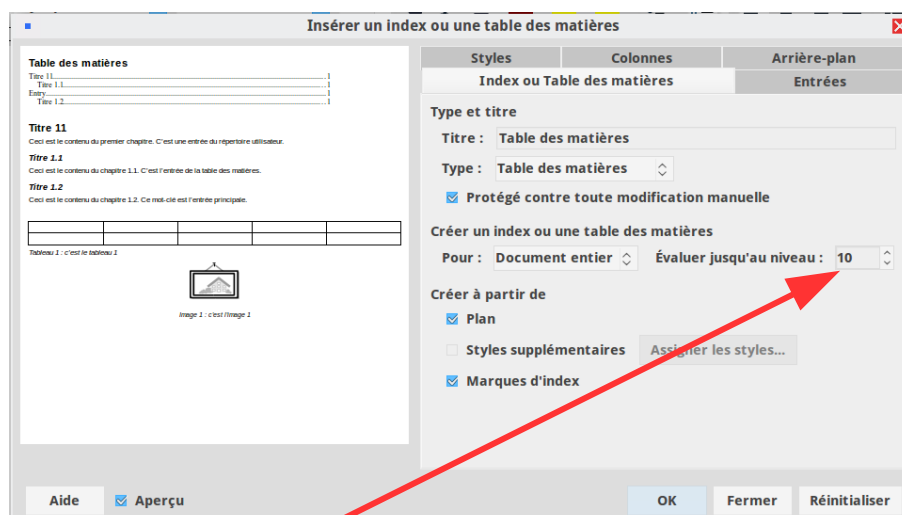 Insérer un index ou une table des matières
Table des matières
Titre 11 1
Titre 1.1 1
Entry 1
Titre 1.2 1
Titre 11
Ceci est le contenu du premier chapitre. C'est une entrée du répertoire utilisateur.
Titre 1.1
Ceci est le contenu du chapitre 1.1. C'est l'entrée de la table des matières.
Titre 1.2
Ceci est le contenu du chapitre 1.2. Ce mot-clé est l'entrée principale.
Tableau 1 : c'est le tableau 1
Image 1 : c'est l'image 1
Styles Colonnes Arrière-plan
Index ou Table des matières Entrées
Type et titre
Titre : Table des matières
Type : Table des matières
Protégé contre toute modification manuelle
Créer un index ou une table des matières
Pour : Document entier Évaluer jusqu'au niveau : 10
Créer à partir de
Plan
Styles supplémentaires Assigner les styles...
Marques d'index
Aide Aperçu OK Fermer Réinitialiser